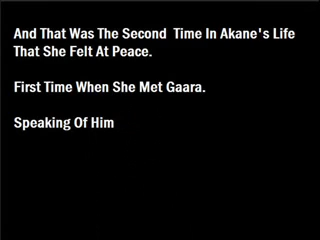 And That Was The Second  Time In Akane's Life
That She Felt At Peace.
First Time When She Met Gaara.
Speaking Of Him